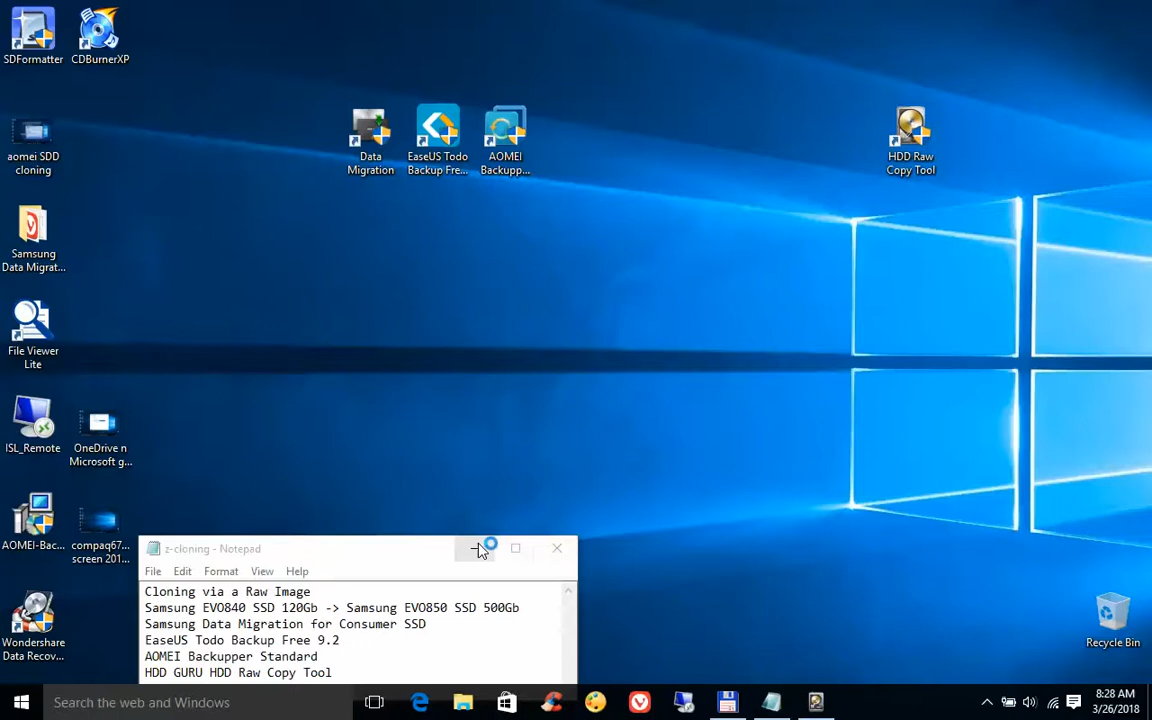 SDFormatter
CDBurnerXP
aomei SDD
cloning
Data
Migration
EaseUS Todo
Backup Fre...
AOMEI
Backupp...
HDD Raw
Copy Tool
Samsung
Data Migrat...
File Viewer
Lite
ISL_Remote
OneDrive n
Microsoft g...
AOMEI-Bac...
compaq67...
screen 201...
Wondershare
Data Recov...
Recycle Bin
z-cloning - Notepad
File Edit Format View Help
Cloning via a Raw Image
Samsung EVO840 SSD 120Gb -> Samsung EVO850 SSD 500Gb
Samsung Data Migration for Consumer SSD
EaseUS Todo Backup Free 9.2
AOMEI Backupper Standard
HDD GURU HDD Raw Copy Tool
Search the web and Windows
8:28 AM
3/26/2018